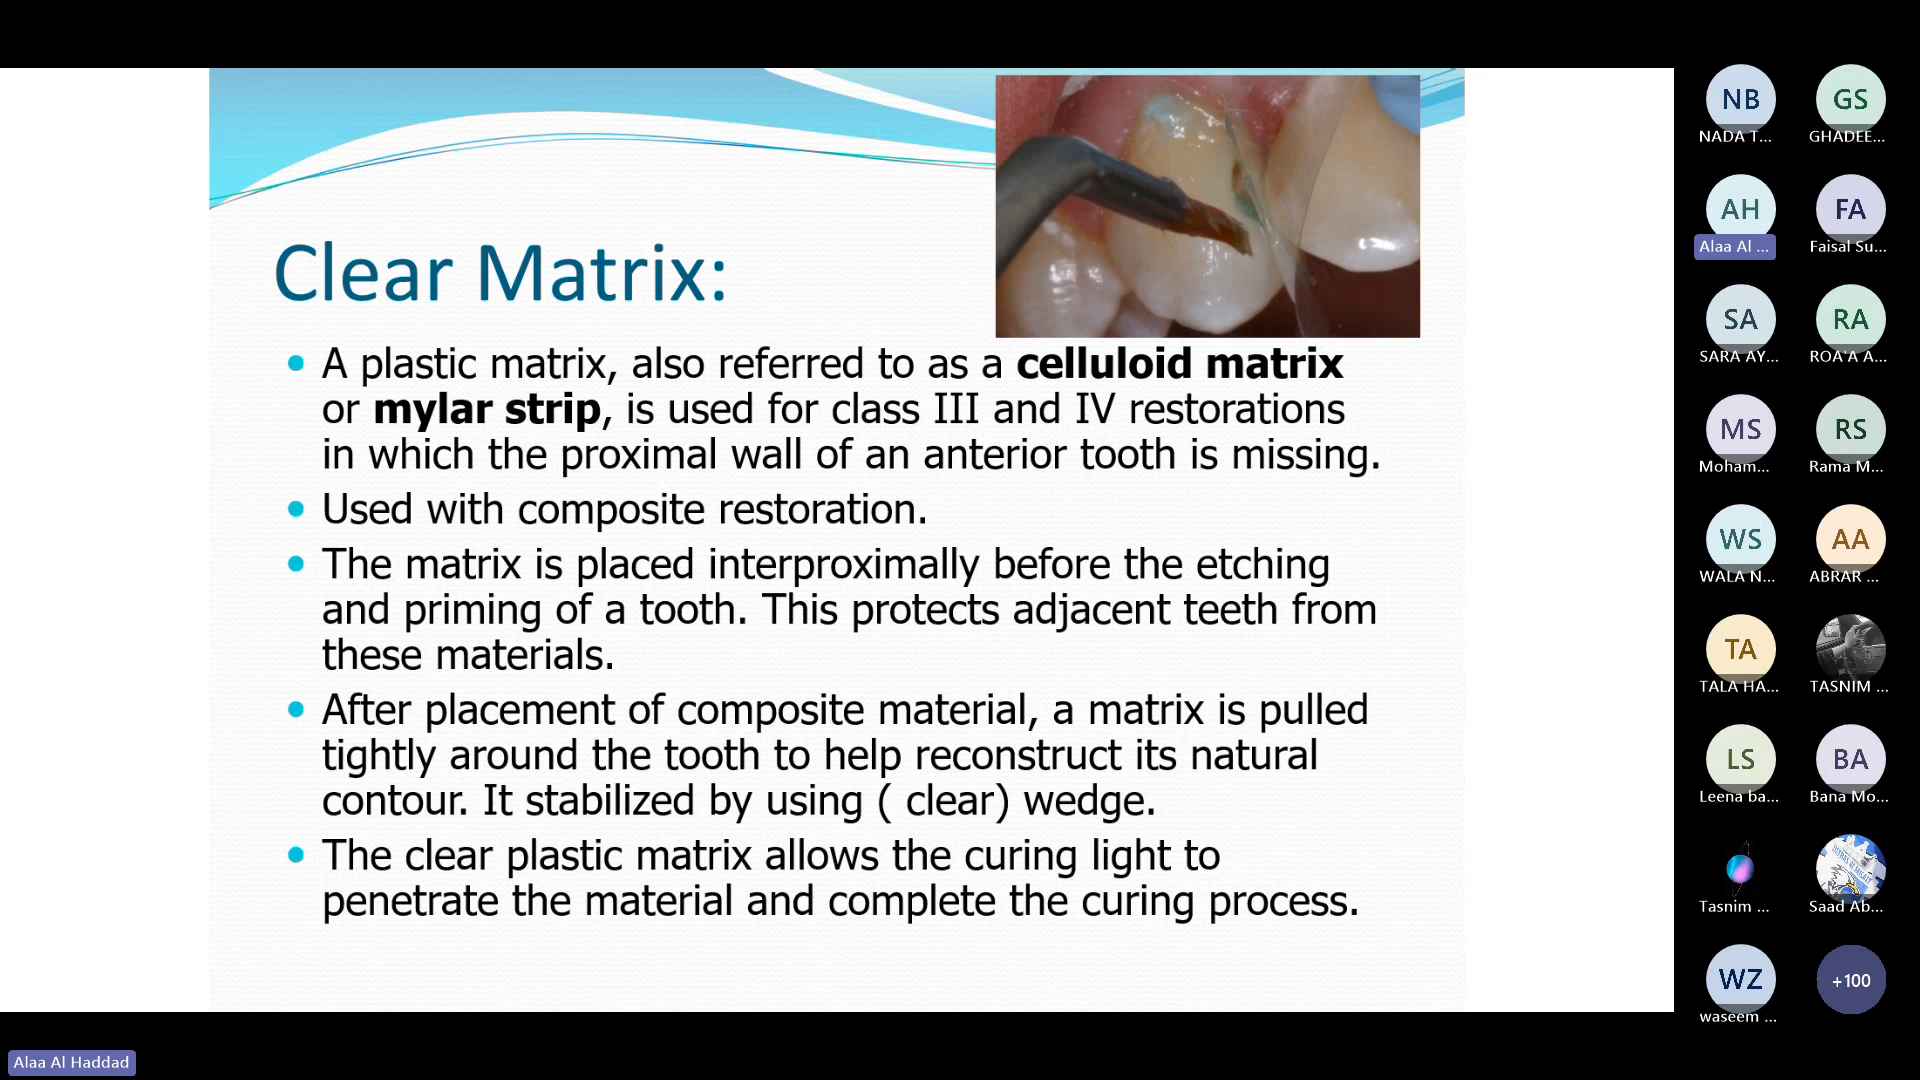 Clear Matrix:
• A plastic matrix, also referred to as a celluloid matrix
or mylar strip, is used for class III and IV restorations
in which the proximal wall of an anterior tooth is missing.
• Used with composite restoration.
• The matrix is placed interproximally before the etching
and priming of a tooth. This protects adjacent teeth from
these materials.
• After placement of composite material, a matrix is pulled
tightly around the tooth to help reconstruct its natural
contour. It stabilized by using ( clear) wedge.
• The clear plastic matrix allows the curing light to
penetrate the material and complete the curing process.
NB
NADA T...
GS
GHADEE...
AH
Alaa Al ...
FA
Faisal Su...
SA
SARA AY...
RA
ROA'A A...
MS
Moham...
RS
Rama M...
WS
WALA N...
AA
ABRAR ...
TA
TALA HA...
TASNIM ...
LS
Leena ba...
BA
Bana Mo...
Tasnim ...
Saad Ab...
WZ
waseem ...
+100
Alaa Al Haddad